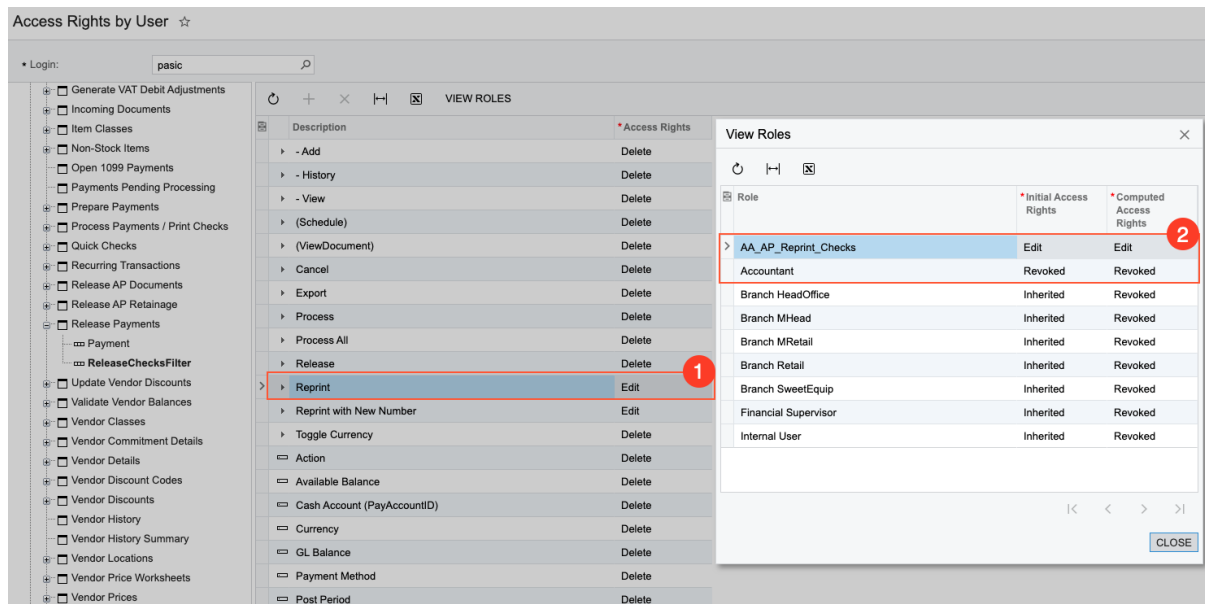 Access Rights by User ☆
• Login: pasic
Generate VAT Debit Adjustments
Incoming Documents
Item Classes
Non-Stock Items
Open 1099 Payments
Payments Pending Processing
Prepare Payments
Process Payments / Print Checks
Quick Checks
Recurring Transactions
Release AP Documents
Release AP Retainage
Release Payments
Payment
ReleaseChecksFilter
Update Vendor Discounts
Validate Vendor Balances
Vendor Classes
Vendor Commitment Details
Vendor Details
Vendor Discount Codes
Vendor Discounts
Vendor History
Vendor History Summary
Vendor Locations
Vendor Price Worksheets
Vendor Prices
VIEW ROLES
Description *Access Rights
- Add Delete
- History Delete
- View Delete
(Schedule) Delete
(ViewDocument) Delete
Cancel Delete
Export Delete
Process Delete
Process All Delete
Release Delete
1
Reprint Edit
Reprint with New Number Edit
Toggle Currency Delete
Action Delete
Available Balance Delete
Cash Account (PayAccountID) Delete
Currency Delete
GL Balance Delete
Payment Method Delete
Post Period Delete
View Roles
Role *Initial Access Rights *Computed Access Rights
2
AA_AP_Reprint_Checks Edit Edit
Accountant Revoked Revoked
Branch HeadOffice Inherited Revoked
Branch MHead Inherited Revoked
Branch MRetail Inherited Revoked
Branch Retail Inherited Revoked
Branch SweetEquip Inherited Revoked
Financial Supervisor Inherited Revoked
Internal User Inherited Revoked
CLOSE